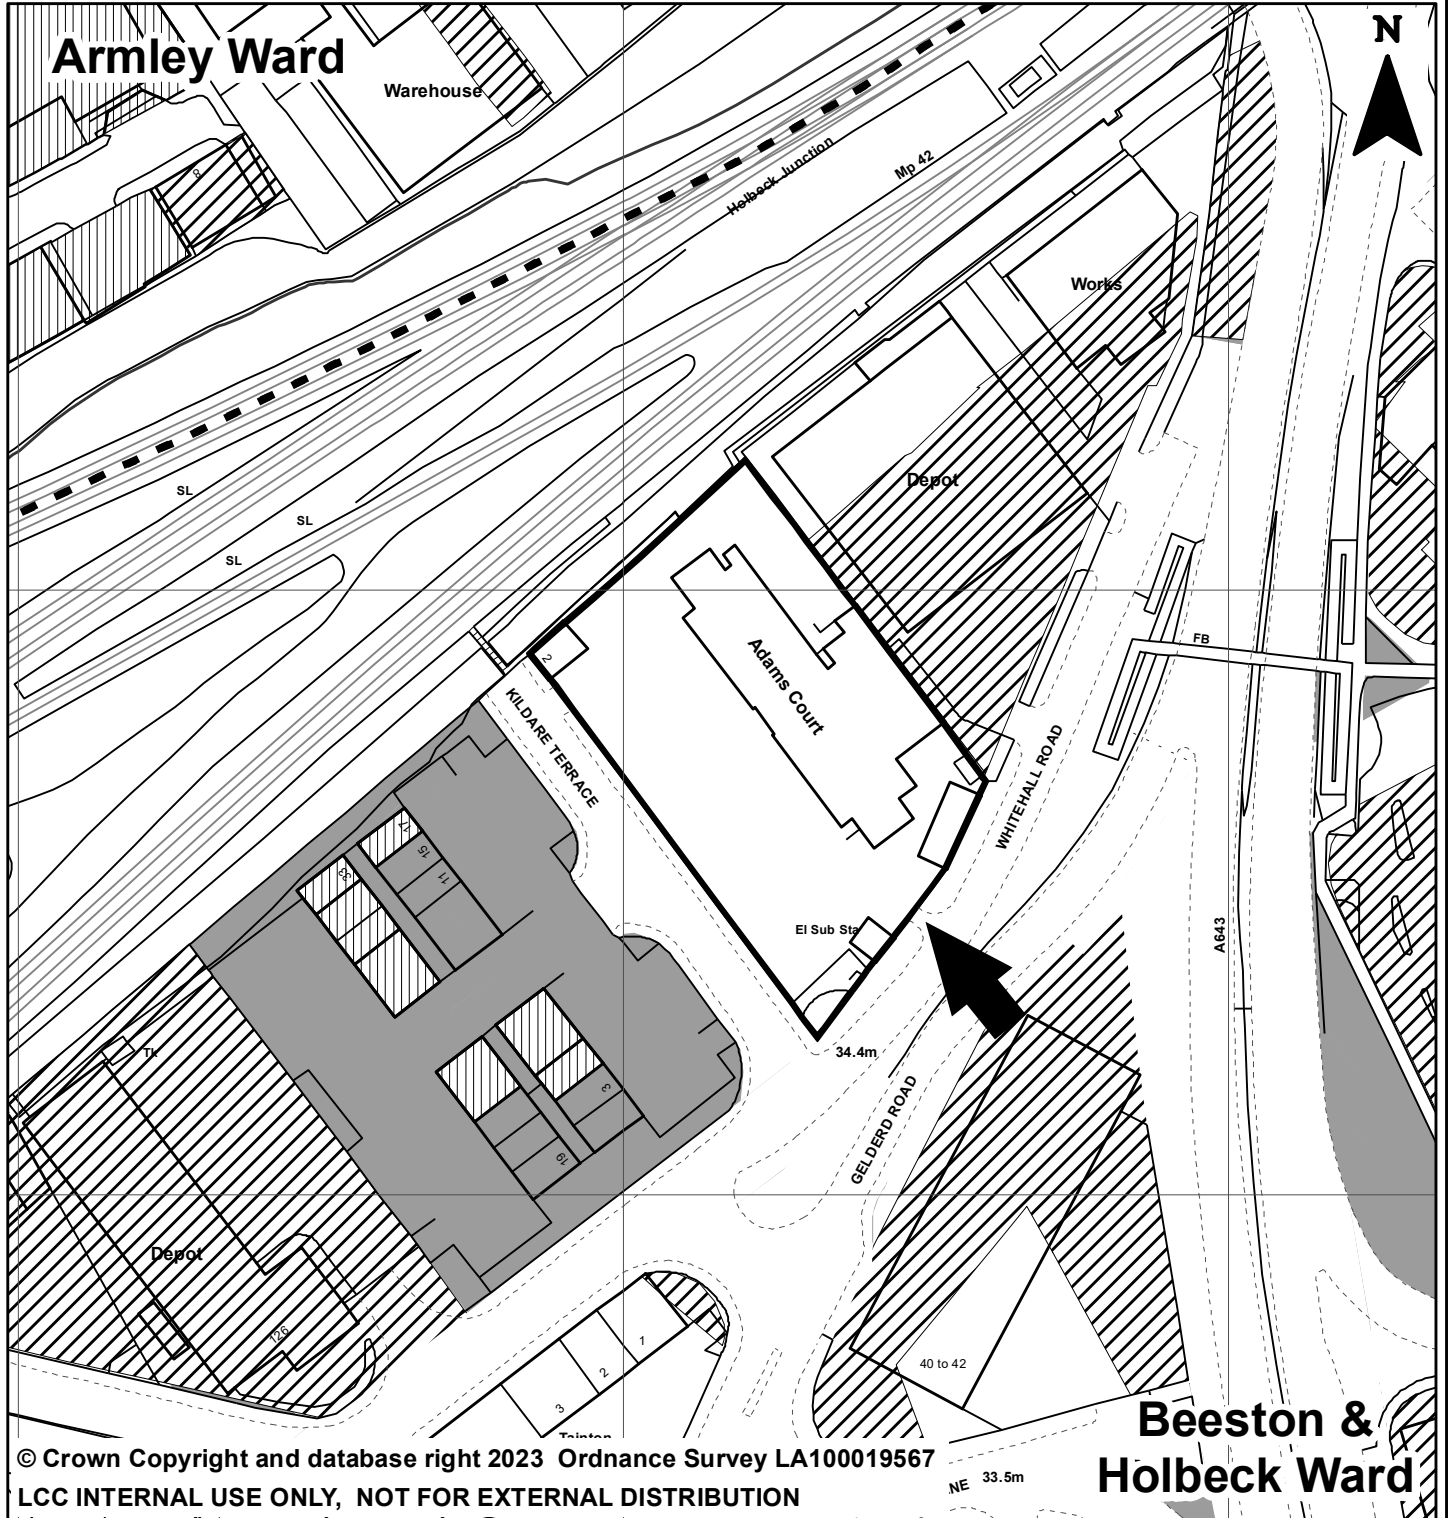 Armley Ward
N
Warehouse
8
Holbeck Junction
Mp 42
Works
SL
SL
SL
Depot
FB
2
Adams Court
KILDARE TERRACE
WHITEHALL ROAD
17
15
11
33
El Sub Sta
A643
Tk
34.4m
3
19
GELDERD ROAD
Depot
126
1
2
3
40 to 42
Tainton
Beeston &
Holbeck Ward
© Crown Copyright and database right 2023 Ordnance Survey LA100019567
NE
33.5m
LCC INTERNAL USE ONLY, NOT FOR EXTERNAL DISTRIBUTION